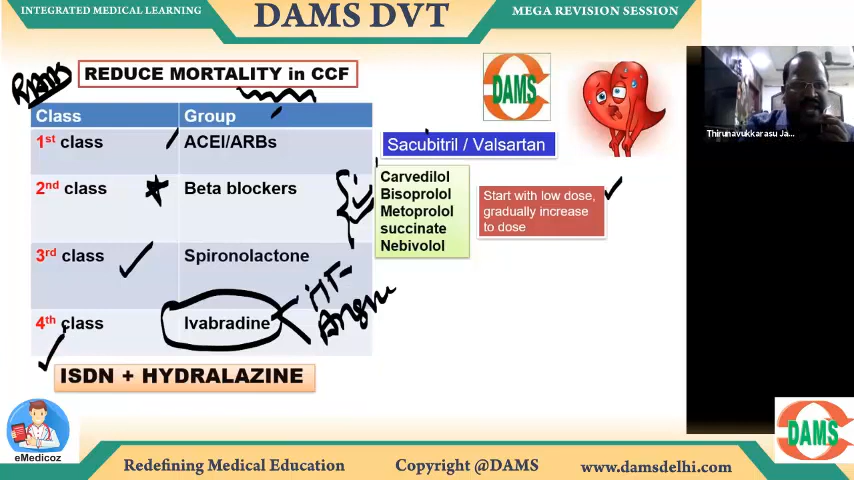 INTEGRATED MEDICAL LEARNING
DAMS DVT
MEGA REVISION SESSION
REDUCE MORTALITY in CCF
DAMS
Class Group
1st class ACEI/ARBs
Sacubitril / Valsartan
2nd class Beta blockers
Carvedilol
Bisoprolol
Metoprolol
succinate
Nebivolol
Start with low dose,
gradually increase
to dose
3rd class Spironolactone
4th class Ivabradine
ISDN + HYDRALAZINE
Thirunavukkarasu Ja...
eMedicoz
DAMS
Redefining Medical Education
Copyright @DAMS
www.damsdelhi.com